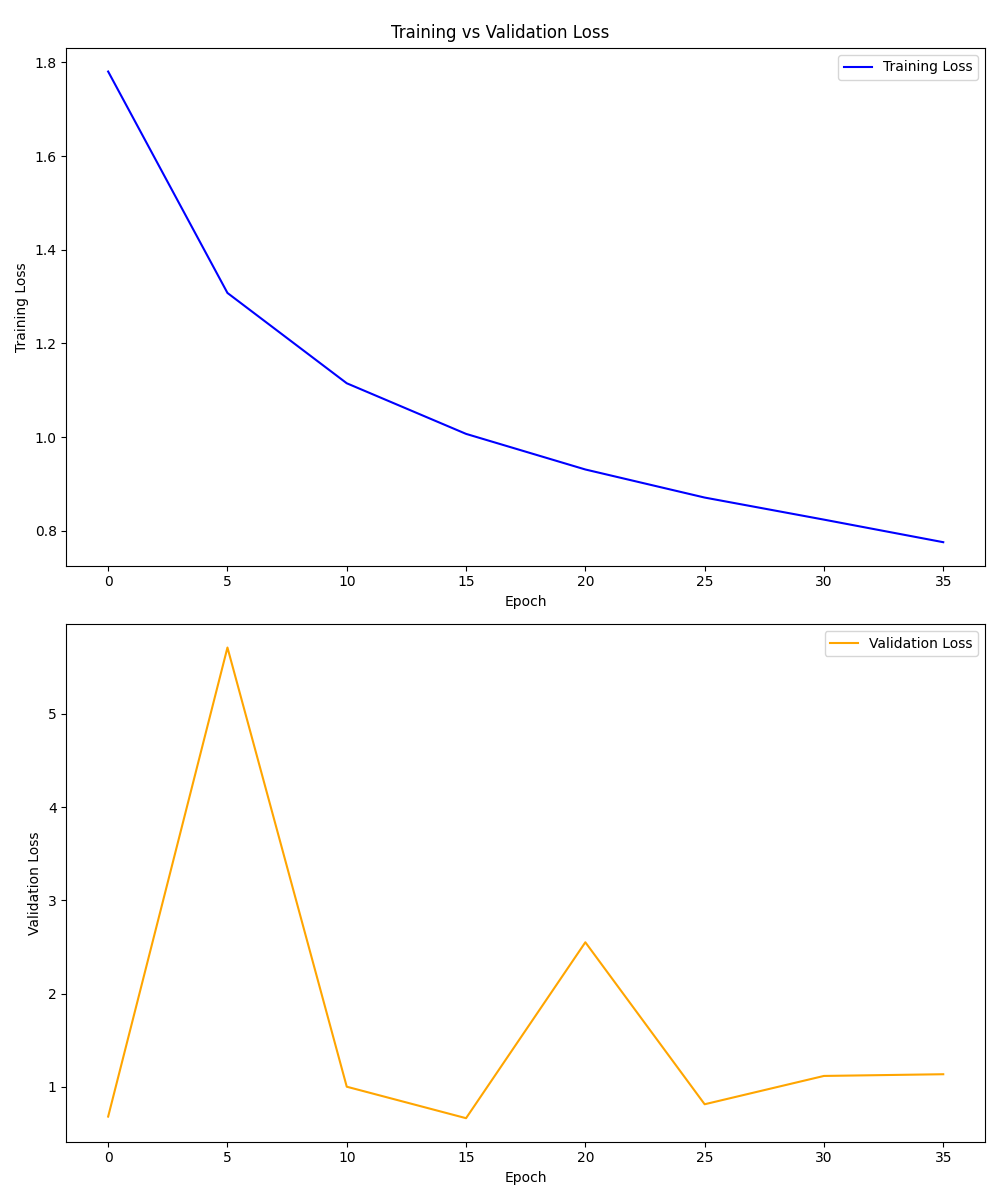 Training vs Validation Loss
Training Loss
1.8
1.6
1.4
1.2
1.0
0.8
Training Loss
0 5 10 15 20 25 30 35
Epoch
Validation Loss
5
4
3
2
1
Validation Loss
0 5 10 15 20 25 30 35
Epoch